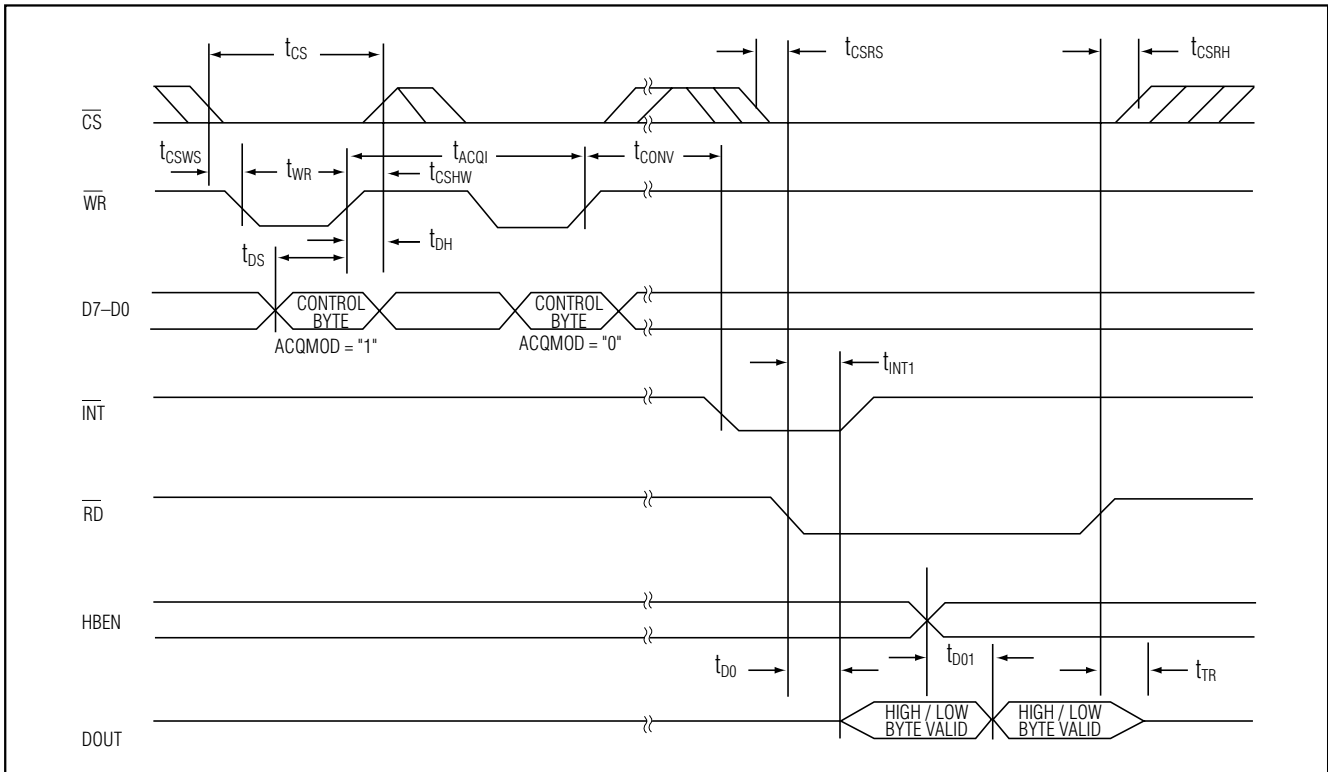 tCS
tCSRS
tCSRH
CS
tCSWS
tWR
tACQI
tCONV
tCSHW
WR
tDS
tDH
D7–D0
CONTROL
BYTE
CONTROL
BYTE
ACQMOD = "1"
ACQMOD = "0"
tINT1
INT
RD
HBEN
tD0
tD01
tTR
HIGH / LOW
BYTE VALID
HIGH / LOW
BYTE VALID
DOUT